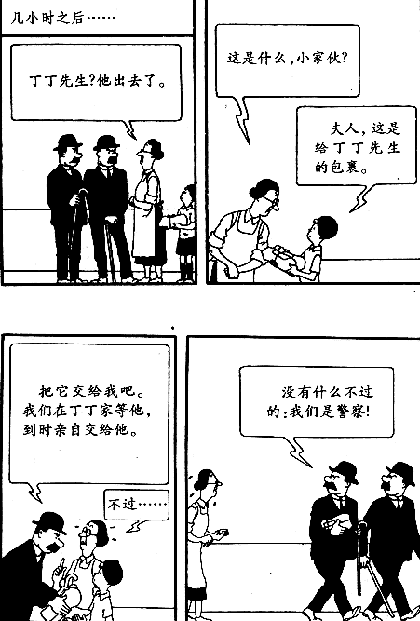 几小时之后……
丁丁先生?他出去了。
这是什么,小家伙?
夫人,这是
给丁丁先生
的包裹。
把它交给我吧。
我们在丁丁家等他,
到时亲自交给他。
不过……
没有什么不过
的:我们是警察!